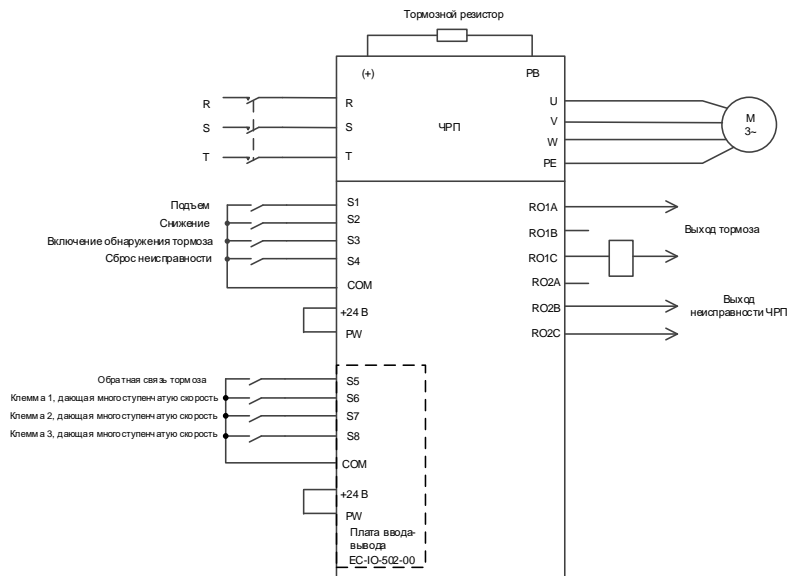 Тормозной резистор
(+)
PB
R
R
S
S
T
T
ЧРП
U
V
W
PE
M
3~
Подъем
S1
Снижение
S2
Включение обнаружения тормоза
S3
Сброс неисправности
S4
COM
+24 В
PW
RO1A
RO1B
RO1C
RO2A
RO2B
RO2C
Выход тормоза
Выход
неисправности ЧРП
Обратная связь тормоза
S5
Клемма 1, дающая многоступенчатую скорость
S6
Клемма 2, дающая многоступенчатую скорость
S7
Клемма 3, дающая многоступенчатую скорость
S8
COM
+24 В
PW
Плата ввода-
вывода
EC-IO-502-00